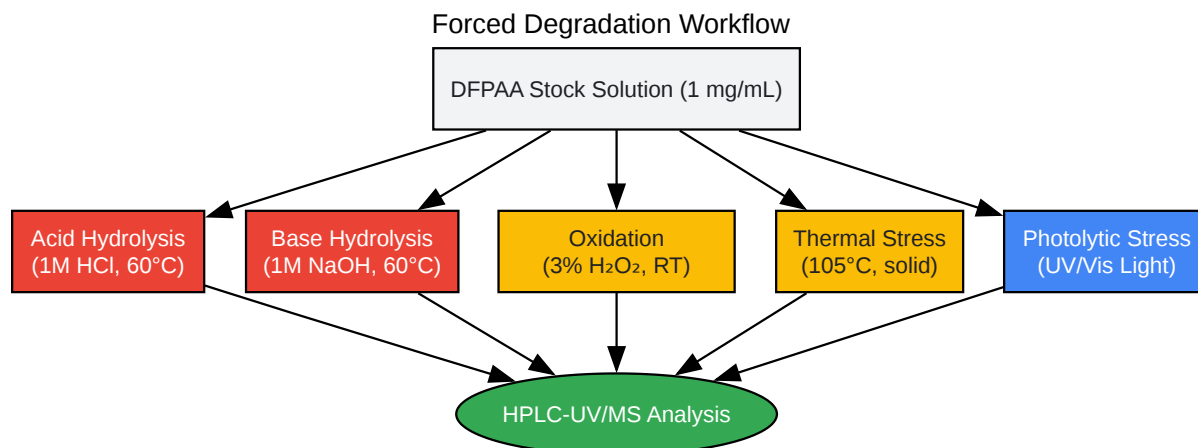 Forced Degradation Workflow
DFPAA Stock Solution (1 mg/mL)
Acid Hydrolysis
(1M HCl, 60°C)
Base Hydrolysis
(1M NaOH, 60°C)
Oxidation
(3% H₂O₂, RT)
Thermal Stress
(105°C, solid)
Photolytic Stress
(UV/Vis Light)
HPLC-UV/MS Analysis